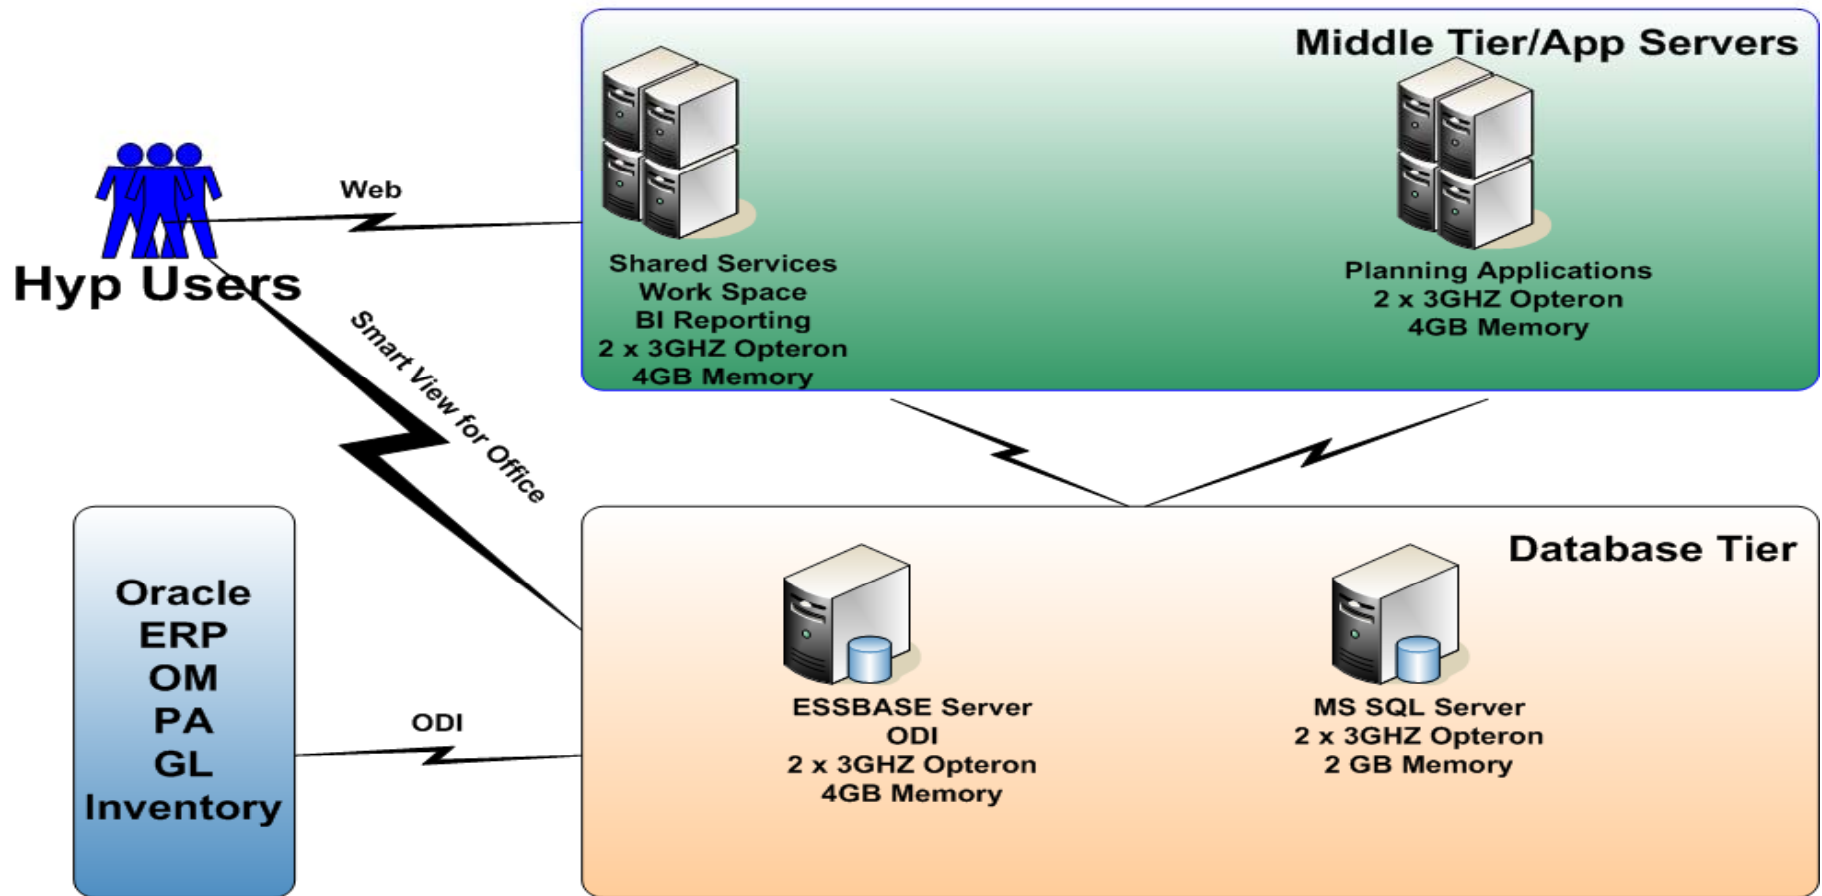 Middle Tier/App Servers
Web
Hyp Users
Shared Services
Work Space
BI Reporting
2 x 3GHZ Opteron
4GB Memory
Planning Applications
2 x 3GHZ Opteron
4GB Memory
Smart View for Office
Oracle
ERP
OM
PA
GL
Inventory
ODI
Database Tier
ESSBASE Server
ODI
2 x 3GHZ Opteron
4GB Memory
MS SQL Server
2 x 3GHZ Opteron
2 GB Memory